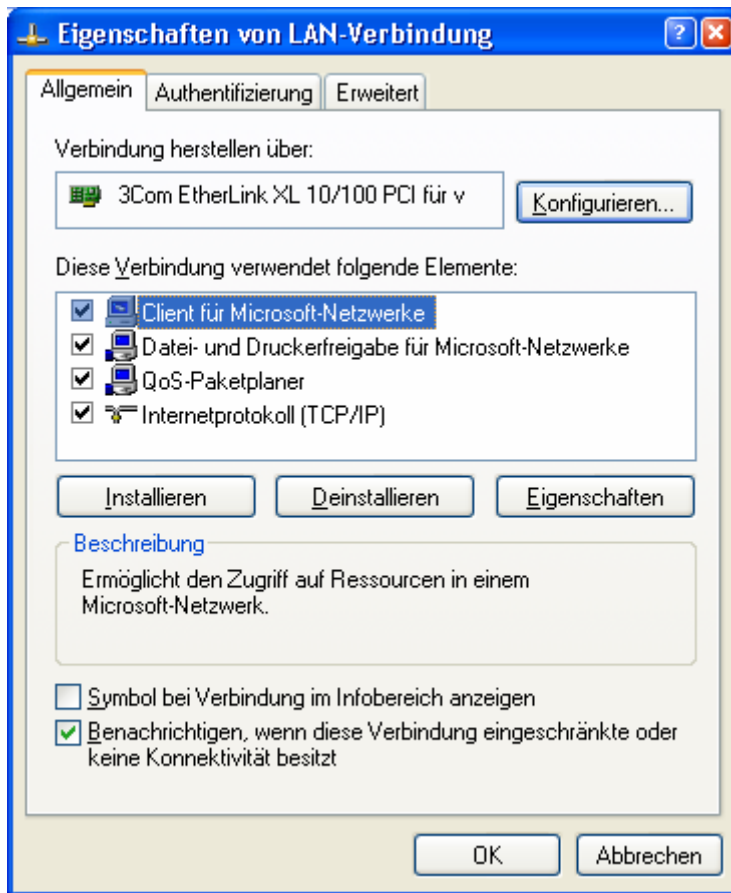 Eigenschaften von LAN-Verbindung
Allgemein
Authentifizierung
Erweitert
Verbindung herstellen über:
3Com EtherLink XL 10/100 PCI für v
Konfigurieren...
Diese Verbindung verwendet folgende Elemente:
Client für Microsoft-Netzwerke
Datei- und Druckerfreigabe für Microsoft-Netzwerke
QoS-Paketplaner
Internetprotokoll (TCP/IP)
Installieren
Deinstallieren
Eigenschaften
Beschreibung
Ermöglicht den Zugriff auf Ressourcen in einem
Microsoft-Netzwerk.
Symbol bei Verbindung im Infobereich anzeigen
Benachrichtigen, wenn diese Verbindung eingeschränkte oder
keine Konnektivität besitzt
OK
Abbrechen